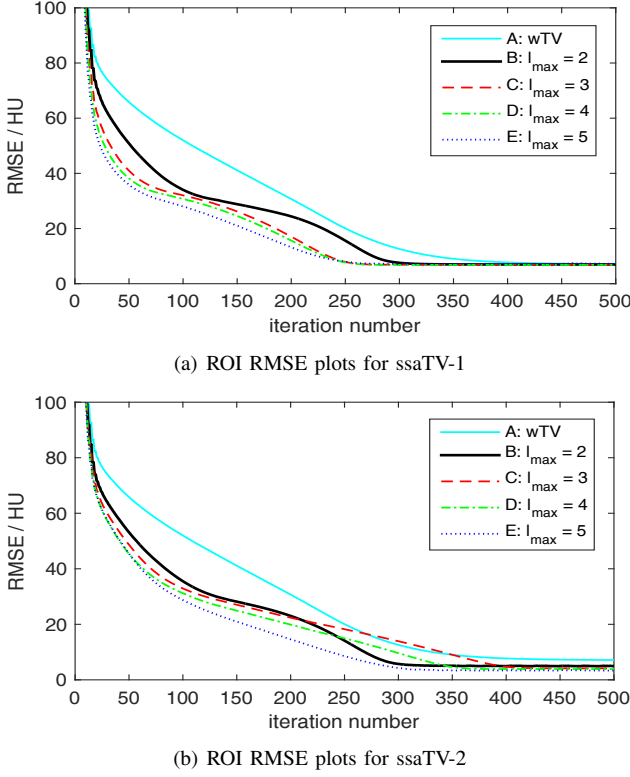 100
80
60
40
20
0
RMSE / HU
A: wTV
B: l_max = 2
C: l_max = 3
D: l_max = 4
E: l_max = 5
0 50 100 150 200 250 300 350 400 450 500
iteration number
(a) ROI RMSE plots for ssaTV-1
100
80
60
40
20
0
RMSE / HU
A: wTV
B: l_max = 2
C: l_max = 3
D: l_max = 4
E: l_max = 5
0 50 100 150 200 250 300 350 400 450 500
iteration number
(b) ROI RMSE plots for ssaTV-2